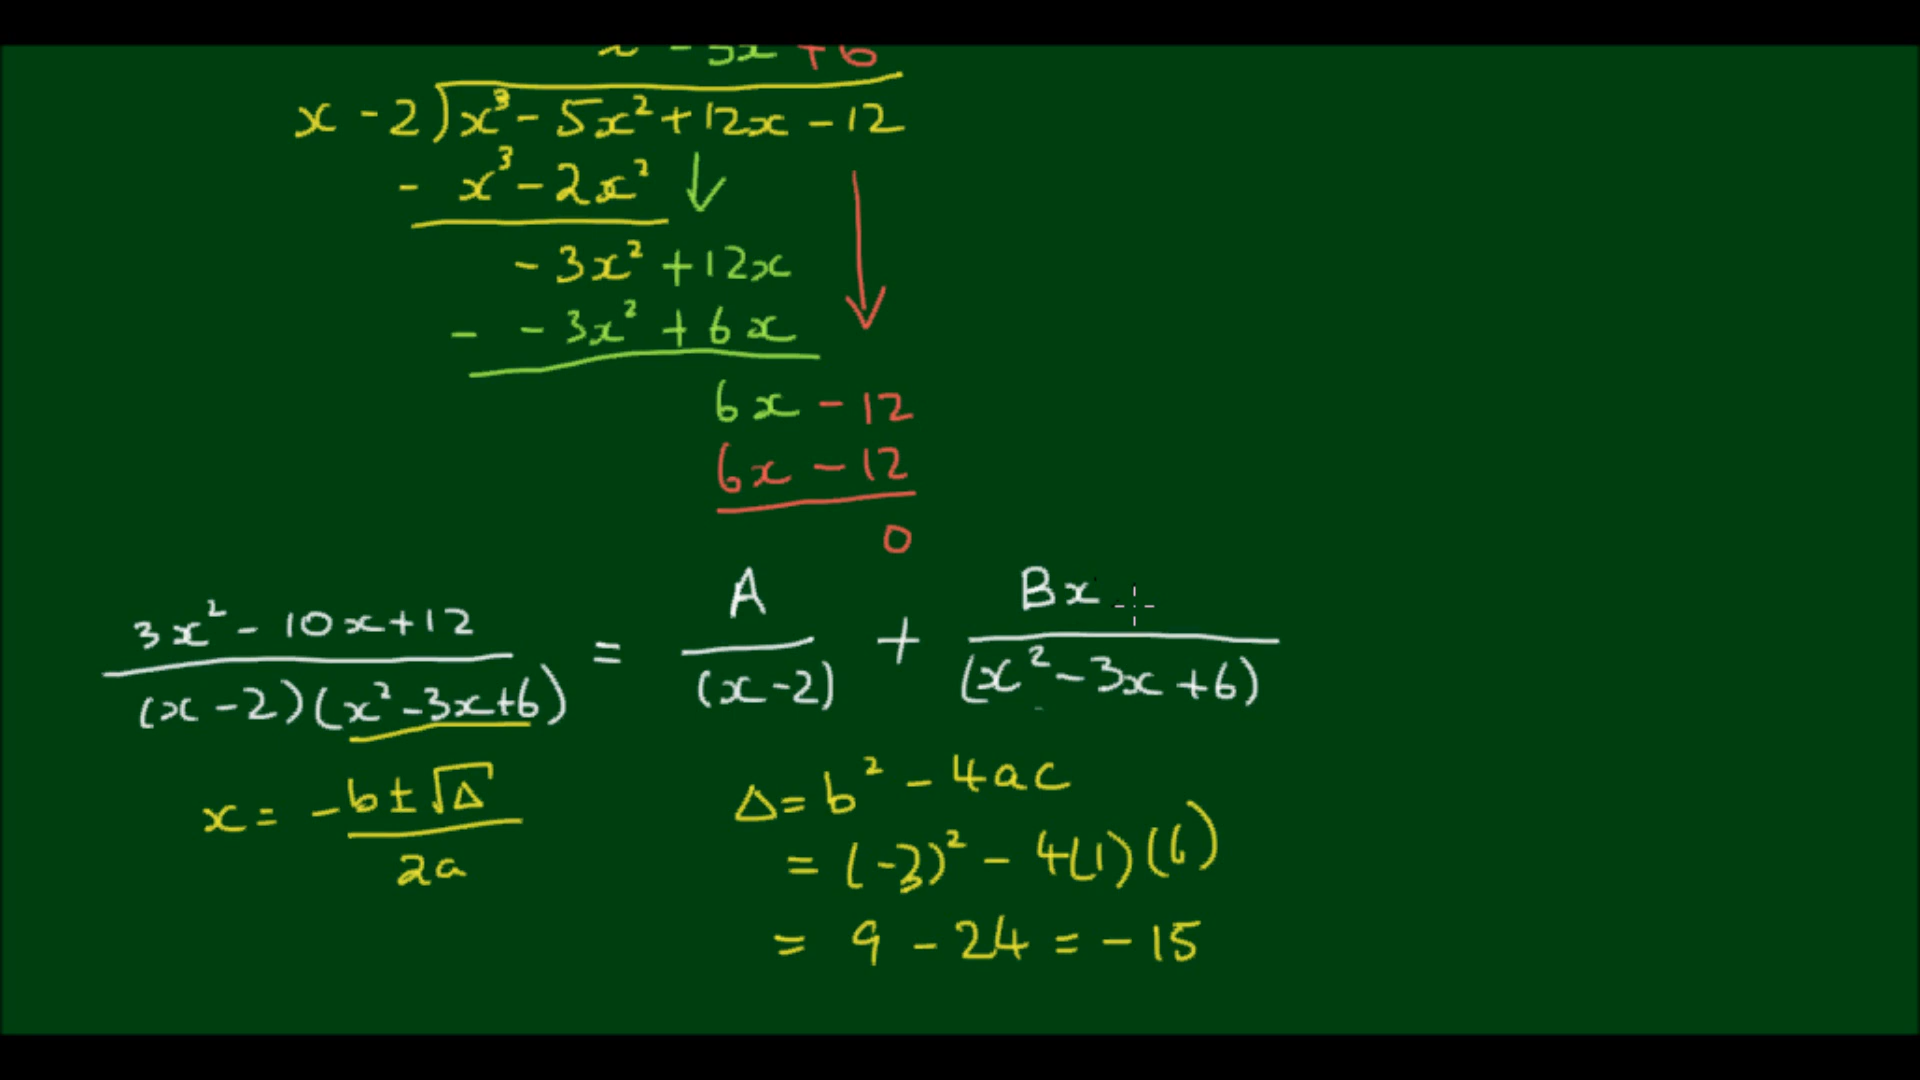 x - 3x + 6
x - 2 ) x³ - 5x² + 12x - 12
- x³ - 2x²
- 3x² + 12x
- - 3x² + 6x
6x - 12
6x - 12
0
3x² - 10x + 12 / (x - 2)(x² - 3x + 6) = A / (x - 2) + Bx / (x² - 3x + 6)
x = -b ± √Δ / 2a
Δ = b² - 4ac
= (-3)² - 4(1)(6)
= 9 - 24 = - 15